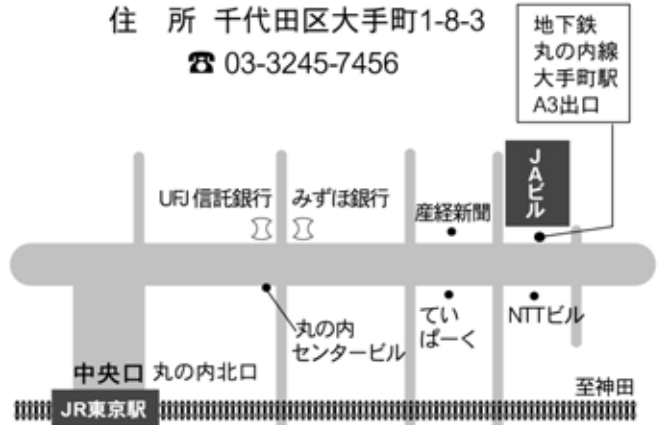 住 所 千代田区大手町1-8-3
☎ 03-3245-7456
地下鉄
丸の内線
大手町駅
A3出口
JAビル
UFJ信託銀行
みずほ銀行
産経新聞
丸の内
センタービル
てい
ぱーく
NTTビル
中央口
丸の内北口
至神田
JR東京駅